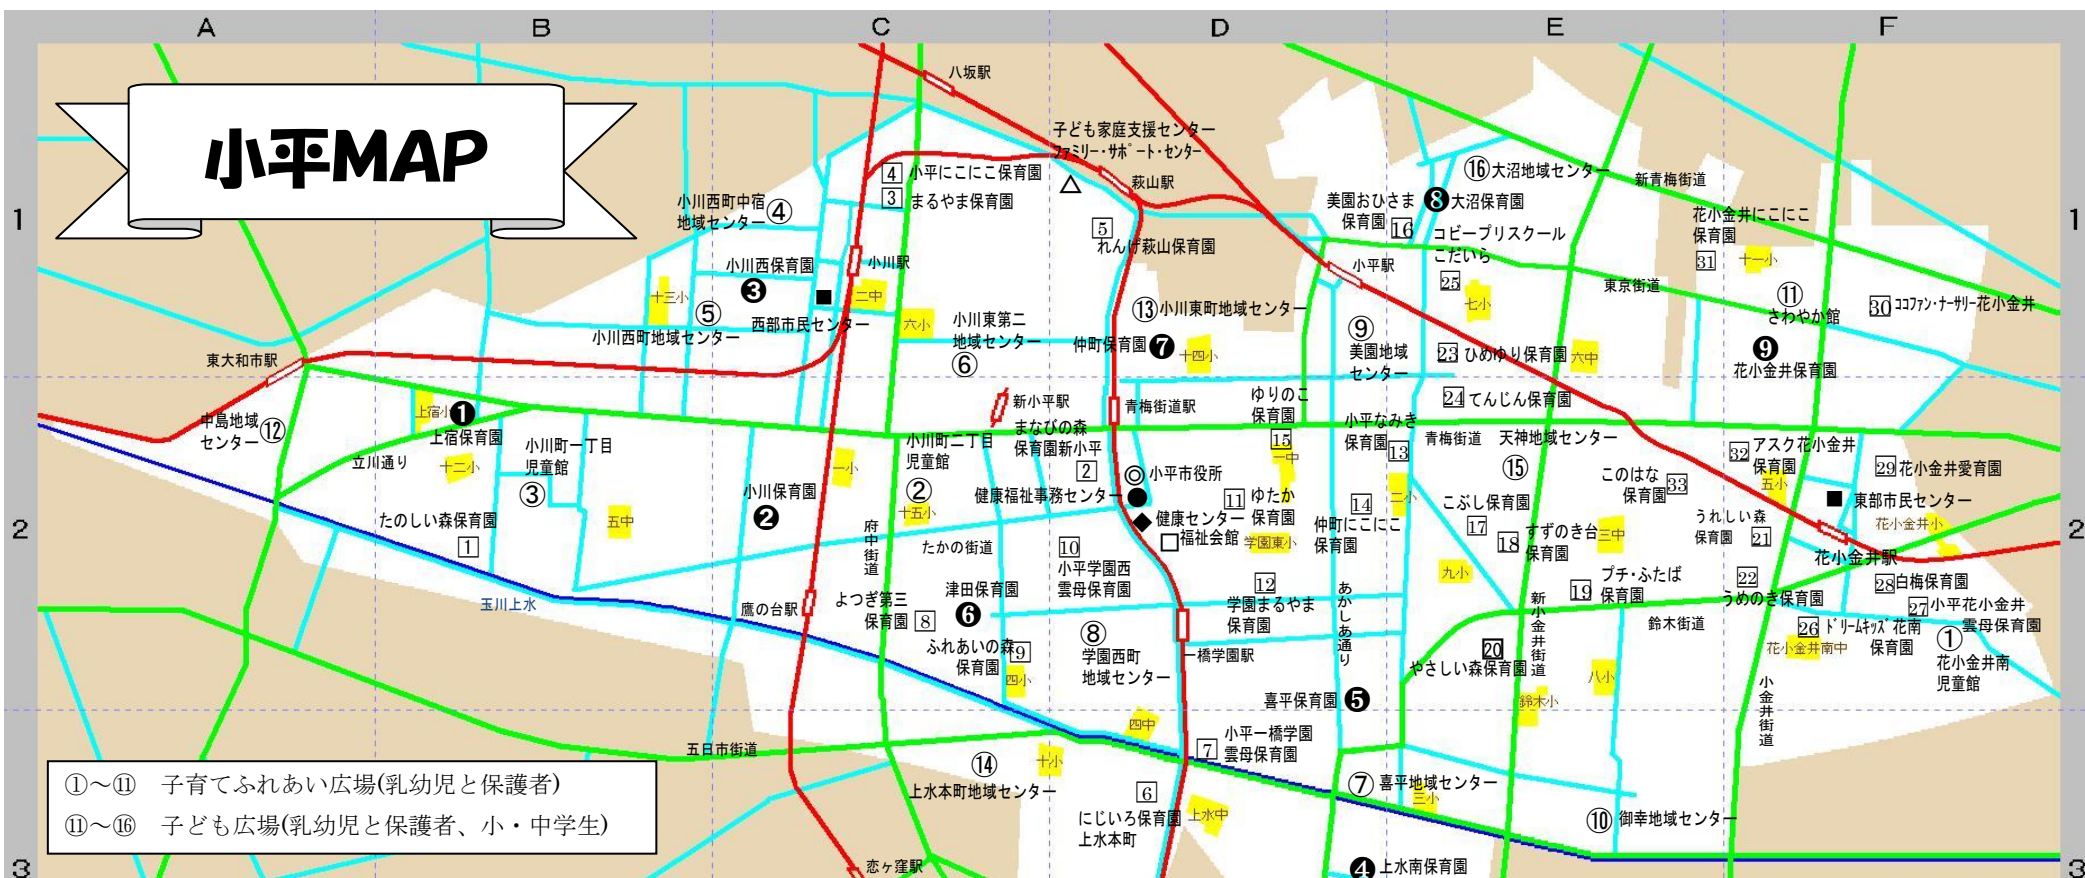 A B C D E F
小平MAP
八坂駅
子ども家庭支援センター
ファミリー・サポート・センター
△
萩山駅
4 小平にこにこ保育園
3 まるやま保育園
小川西町中宿
地域センター④
5
れんげ萩山保育園
⑯大沼地域センター
新青梅街道
美園おひさま
保育園 16
❽大沼保育園
コビープリスクール
こだいら
25
花小金井にこにこ
保育園
31
十一小
1
1
小川西保育園
❸
小川駅
十三小
■
二中
⑤
小川西町地域センター
西部市民センター
六小
小川東第二
地域センター
⑥
⑬小川東町地域センター
仲町保育園❼
十四小
小平駅
⑨
美園地域
センター
七小
東京街道
⑪
さわやか館
30ココファン・ナーサリー花小金井
23 ひめゆり保育園
六中
❾
花小金井保育園
東大和市駅
中島地域
センター⑫
上宿小❶
上宿保育園
立川通り
十二小
小川町一丁目
児童館
③
五中
新小平駅
まなびの森
保育園新小平
2
青梅街道駅
小川町二丁目
児童館
②
十五小
一小
小川保育園
❷
ゆりのこ
保育園
15
一中
小平なみき
保育園
13
24 てんじん保育園
青梅街道
天神地域センター
⑮
◎小平市役所
健康福祉事務センター●
◆健康センター
□福祉会館
11 ゆたか
保育園
学園東小
14
仲町にこにこ
保育園
二小
このはな
保育園33
32 アスク花小金井
保育園
五小
29 花小金井愛育園
■東部市民センター
花小金井小
こぶし保育園
17
18 すずのき台
保育園
三中
うれしい森
保育園 21
花小金井駅
2
2
たのしい森保育園
1
府中街道
たかの街道
10
小平学園西
雲母保育園
12
学園まるやま
保育園
あかしあ通り
九小
19 プチ・ふたば
保育園
22
うめのき保育園
28白梅保育園
27小平花小金井
雲母保育園
玉川上水
鷹の台駅
よつぎ第三
保育園 8
津田保育園
❻
ふれあいの森
保育園 9
四小
⑧
学園西町
地域センター
一橋学園駅
新小金井街道
20
やさしい森保育園
鈴木街道
26 ドリームキッズ花南
保育園
花小金井南中
①
花小金井南
児童館
喜平保育園❺
鈴木小
八小
小金井街道
五日市街道
四中
7 小平一橋学園
雲母保育園
十小
⑭
上水本町地域センター
6
にじいろ保育園
上水本町
上水中
⑦喜平地域センター
三小
⑩御幸地域センター
①～⑪ 子育てふれあい広場(乳幼児と保護者)
⑪～⑯ 子ども広場(乳幼児と保護者、小・中学生)
恋ヶ窪駅
❹上水南保育園
3
3